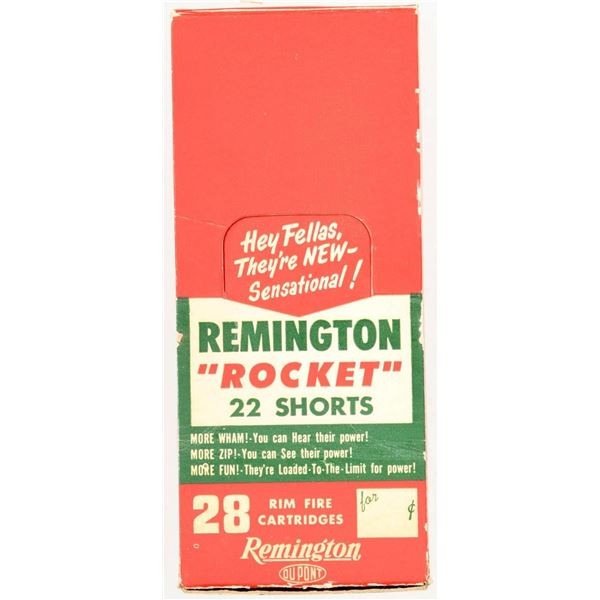 Hey Fellas,
They're NEW-
Sensational!
REMINGTON
"ROCKET"
22 SHORTS
MORE WHAM!-You can Hear their power!
MORE ZIP!-You can See their power!
MORE FUN!-They're Loaded-To-The-Limit for power!
28 RIM FIRE CARTRIDGES
for ¢
Remington
DU PONT